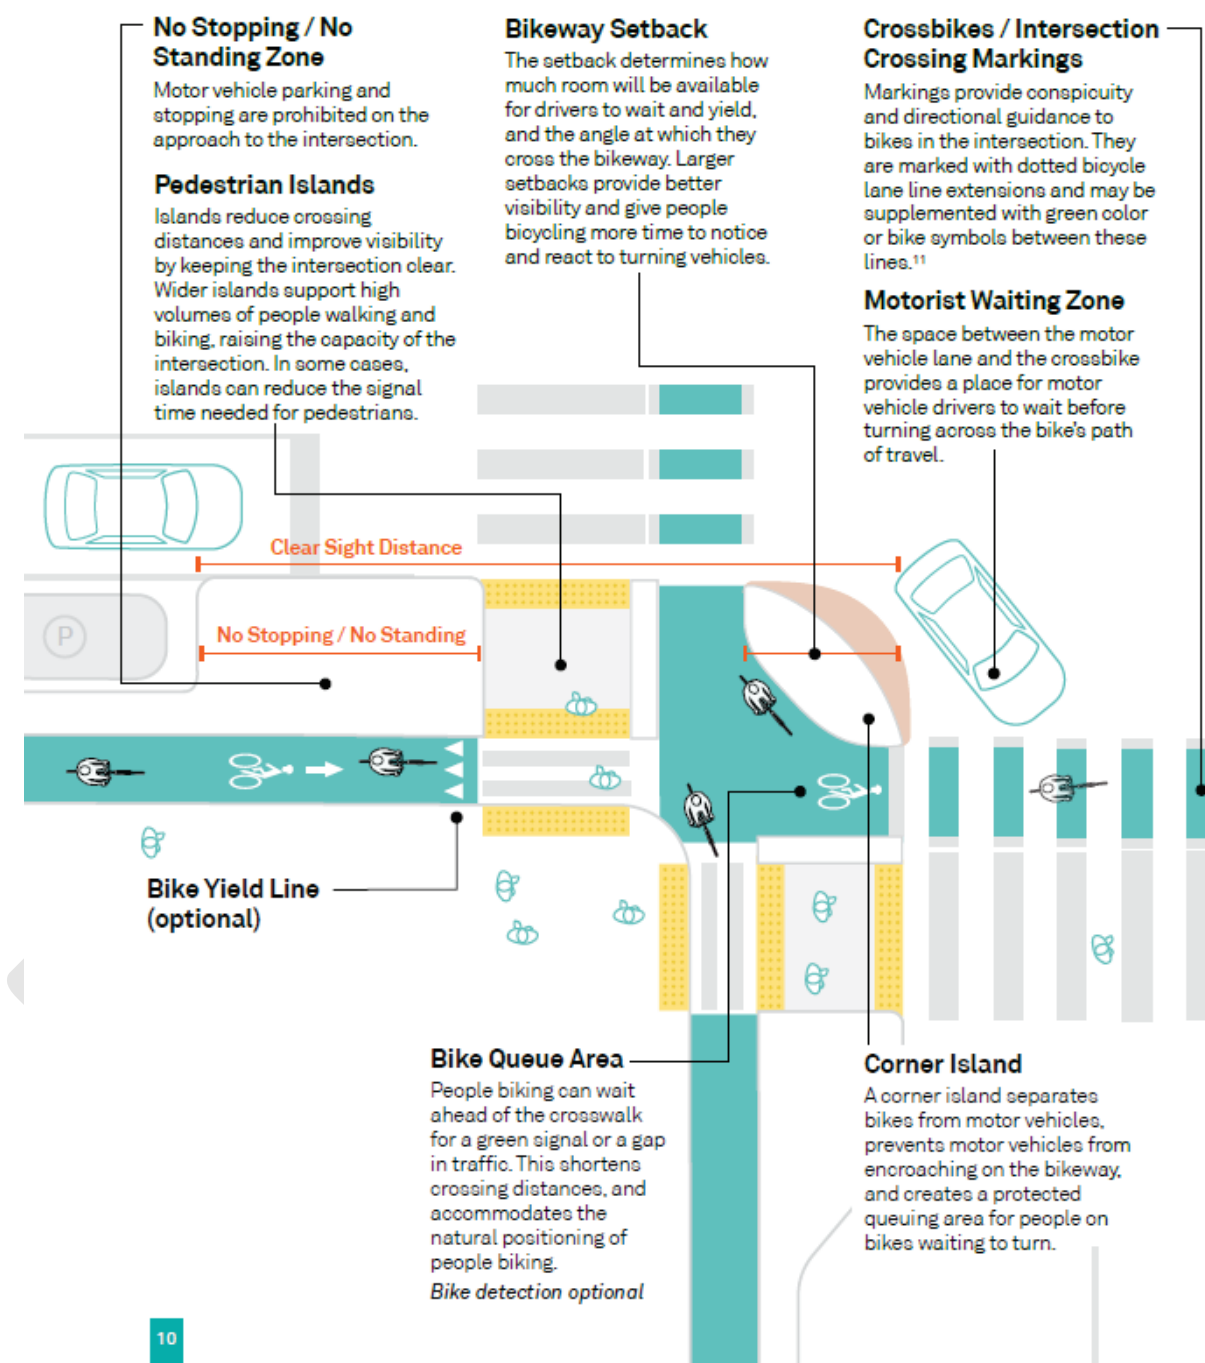 No Stopping / No
Standing Zone
Motor vehicle parking and
stopping are prohibited on the
approach to the intersection.
Pedestrian Islands
Islands reduce crossing
distances and improve visibility
by keeping the intersection clear.
Wider islands support high
volumes of people walking and
biking, raising the capacity of the
intersection. In some cases,
islands can reduce the signal
time needed for pedestrians.
Bikeway Setback
The setback determines how
much room will be available
for drivers to wait and yield,
and the angle at which they
cross the bikeway. Larger
setbacks provide better
visibility and give people
bicycling more time to notice
and react to turning vehicles.
Crossbikes / Intersection
Crossing Markings
Markings provide conspicuity
and directional guidance to
bikes in the intersection. They
are marked with dotted bicycle
lane line extensions and may be
supplemented with green color
or bike symbols between these
lines.¹¹
Motorist Waiting Zone
The space between the motor
vehicle lane and the crossbike
provides a place for motor
vehicle drivers to wait before
turning across the bike's path
of travel.
Clear Sight Distance
P
No Stopping / No Standing
Bike Yield Line
(optional)
Bike Queue Area
People biking can wait
ahead of the crosswalk
for a green signal or a gap
in traffic. This shortens
crossing distances, and
accommodates the
natural positioning of
people biking.
Bike detection optional
Corner Island
A corner island separates
bikes from motor vehicles,
prevents motor vehicles from
encroaching on the bikeway,
and creates a protected
queuing area for people on
bikes waiting to turn.
10